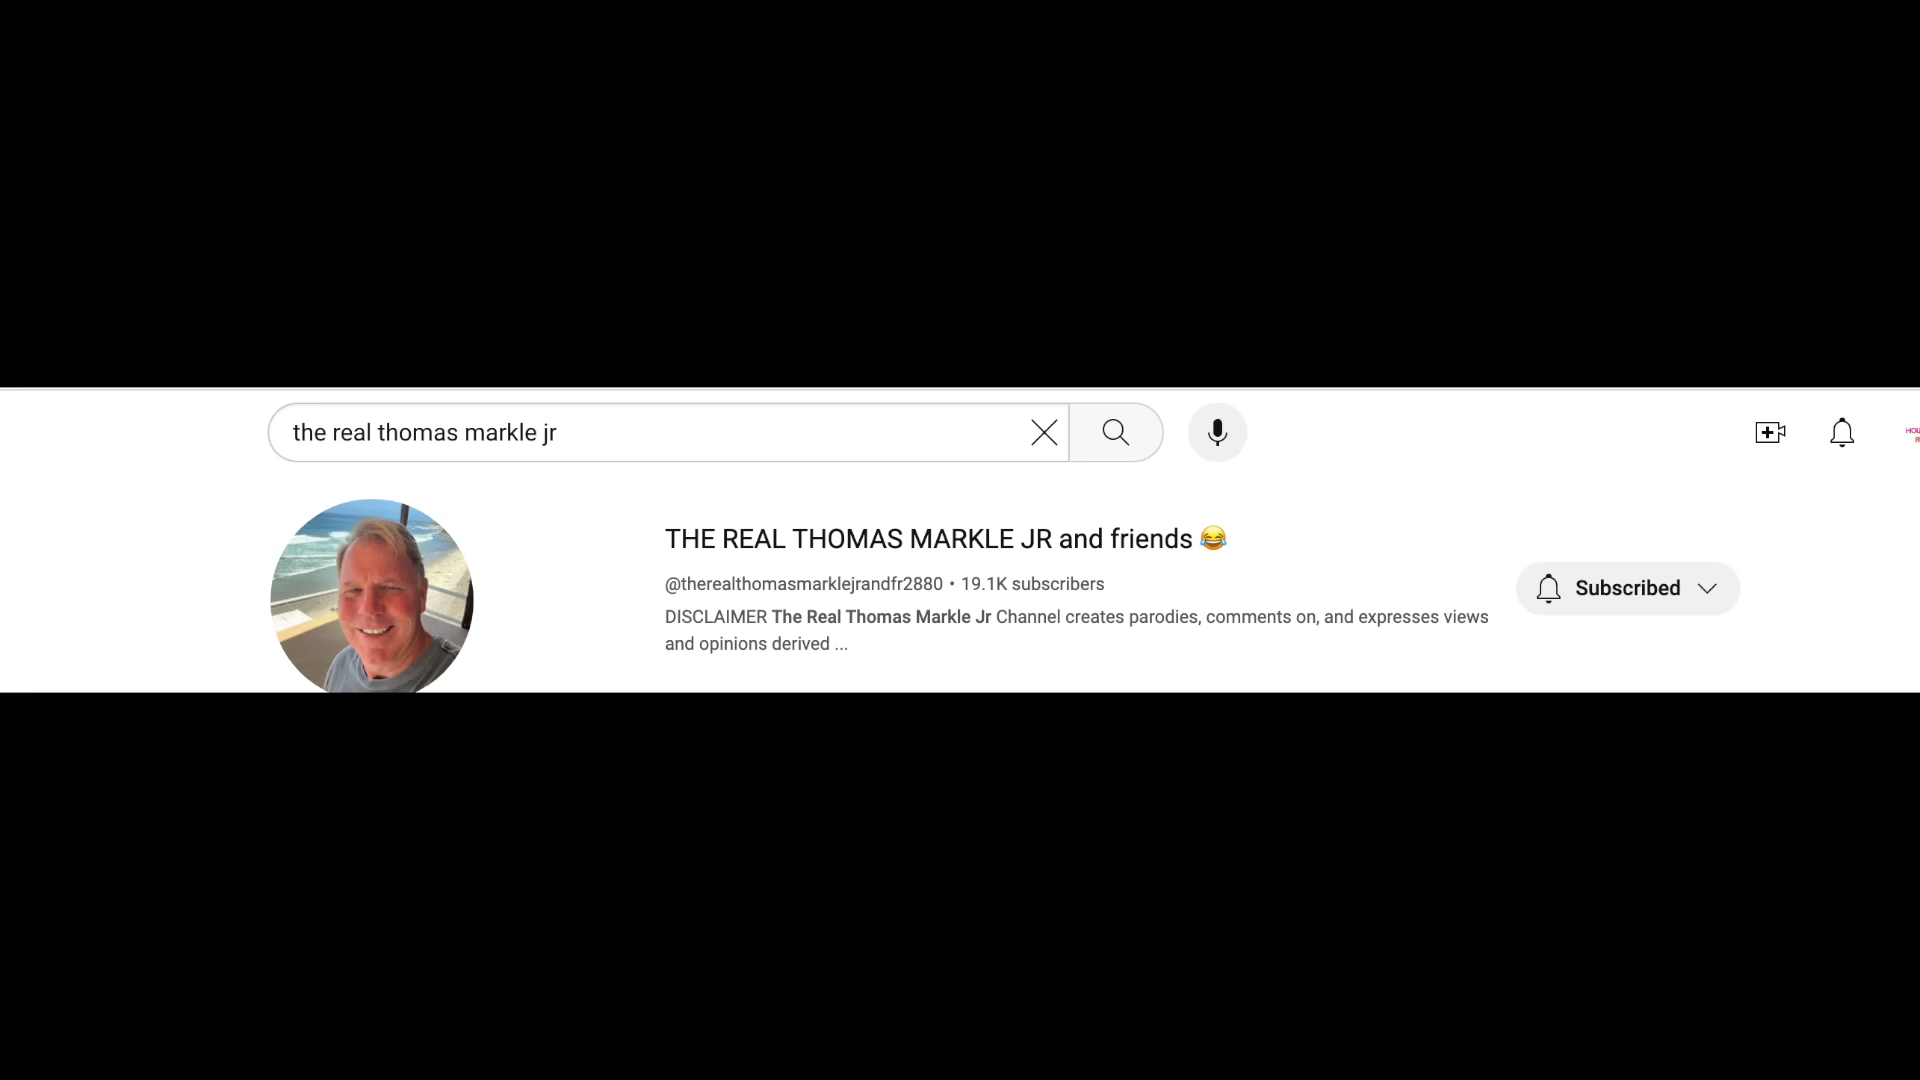 the real thomas markle jr
THE REAL THOMAS MARKLE JR and friends 😂
@therealthomasmarklejrandfr2880 • 19.1K subscribers
Subscribed
DISCLAIMER The Real Thomas Markle Jr Channel creates parodies, comments on, and expresses views
and opinions derived ...